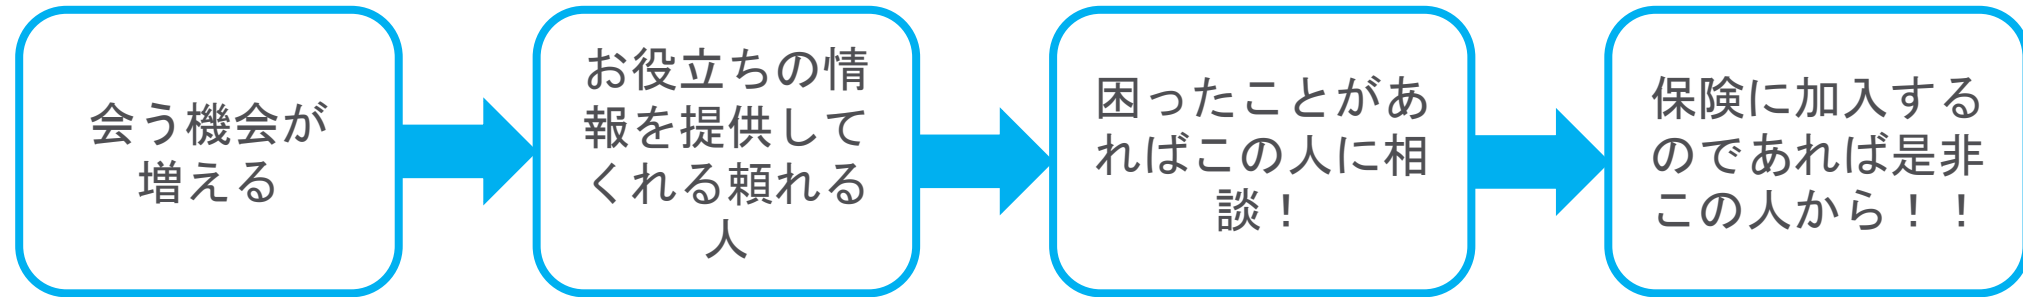 会う機会が
増える
お役立ちの情
報を提供して
くれる頼れる
人
困ったことがあ
ればこの人に相
談！
保険に加入する
のであれば是非
この人から！！